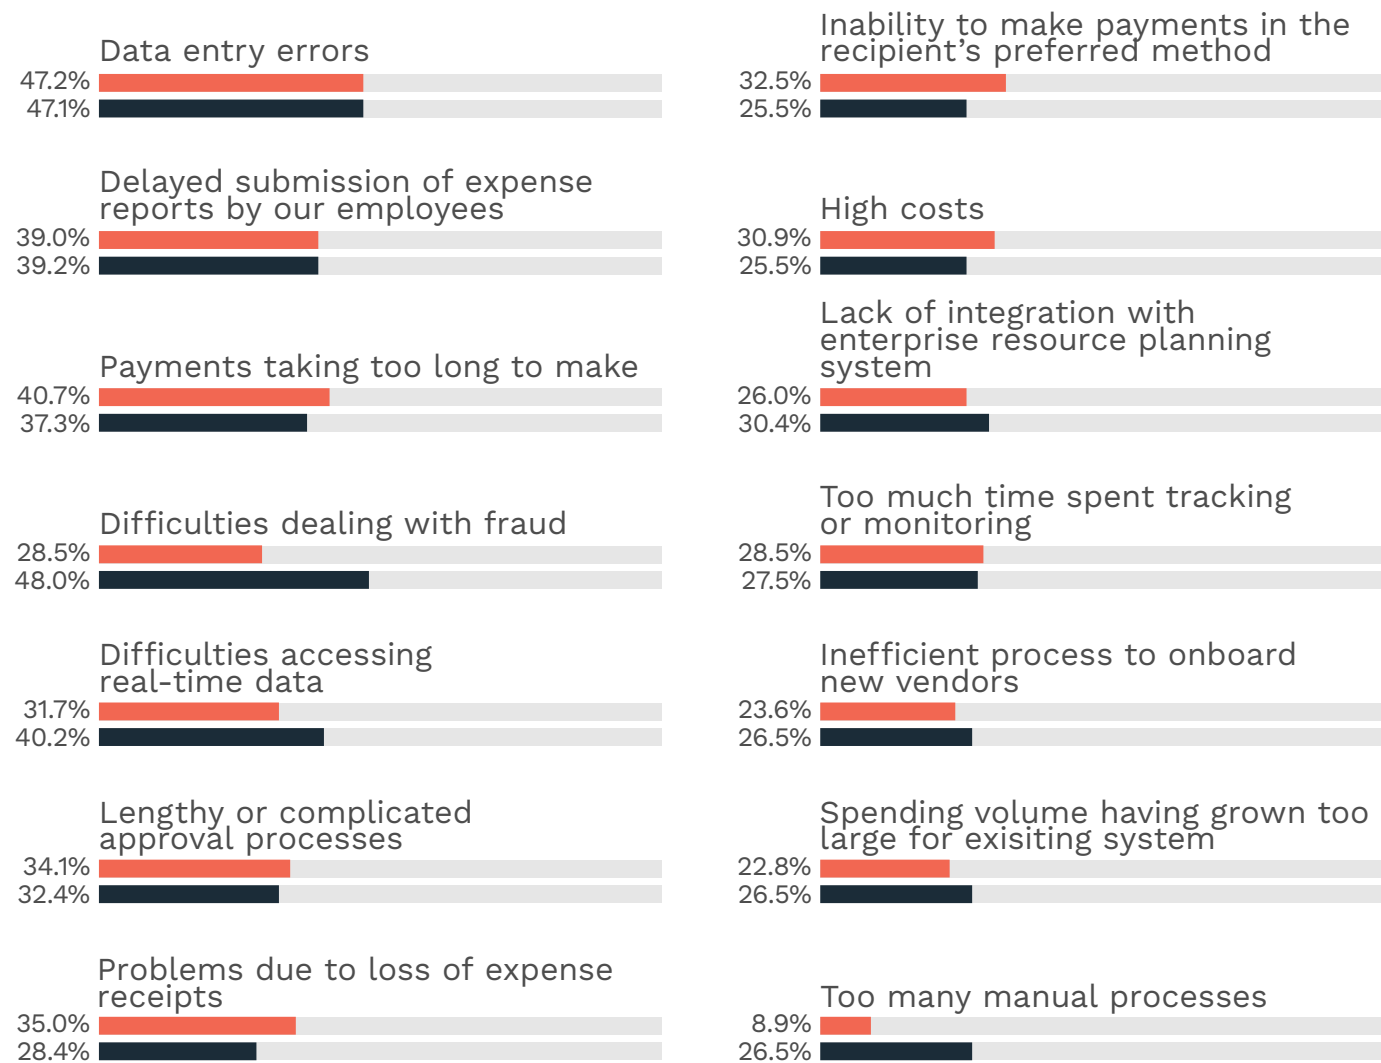 Data entry errors
47.2%
47.1%
Delayed submission of expense
reports by our employees
39.0%
39.2%
Payments taking too long to make
40.7%
37.3%
Difficulties dealing with fraud
28.5%
48.0%
Difficulties accessing
real-time data
31.7%
40.2%
Lengthy or complicated
approval processes
34.1%
32.4%
Problems due to loss of expense
receipts
35.0%
28.4%
Inability to make payments in the
recipient’s preferred method
32.5%
25.5%
High costs
30.9%
25.5%
Lack of integration with
enterprise resource planning
system
26.0%
30.4%
Too much time spent tracking
or monitoring
28.5%
27.5%
Inefficient process to onboard
new vendors
23.6%
26.5%
Spending volume having grown too
large for exisiting system
22.8%
26.5%
Too many manual processes
8.9%
26.5%